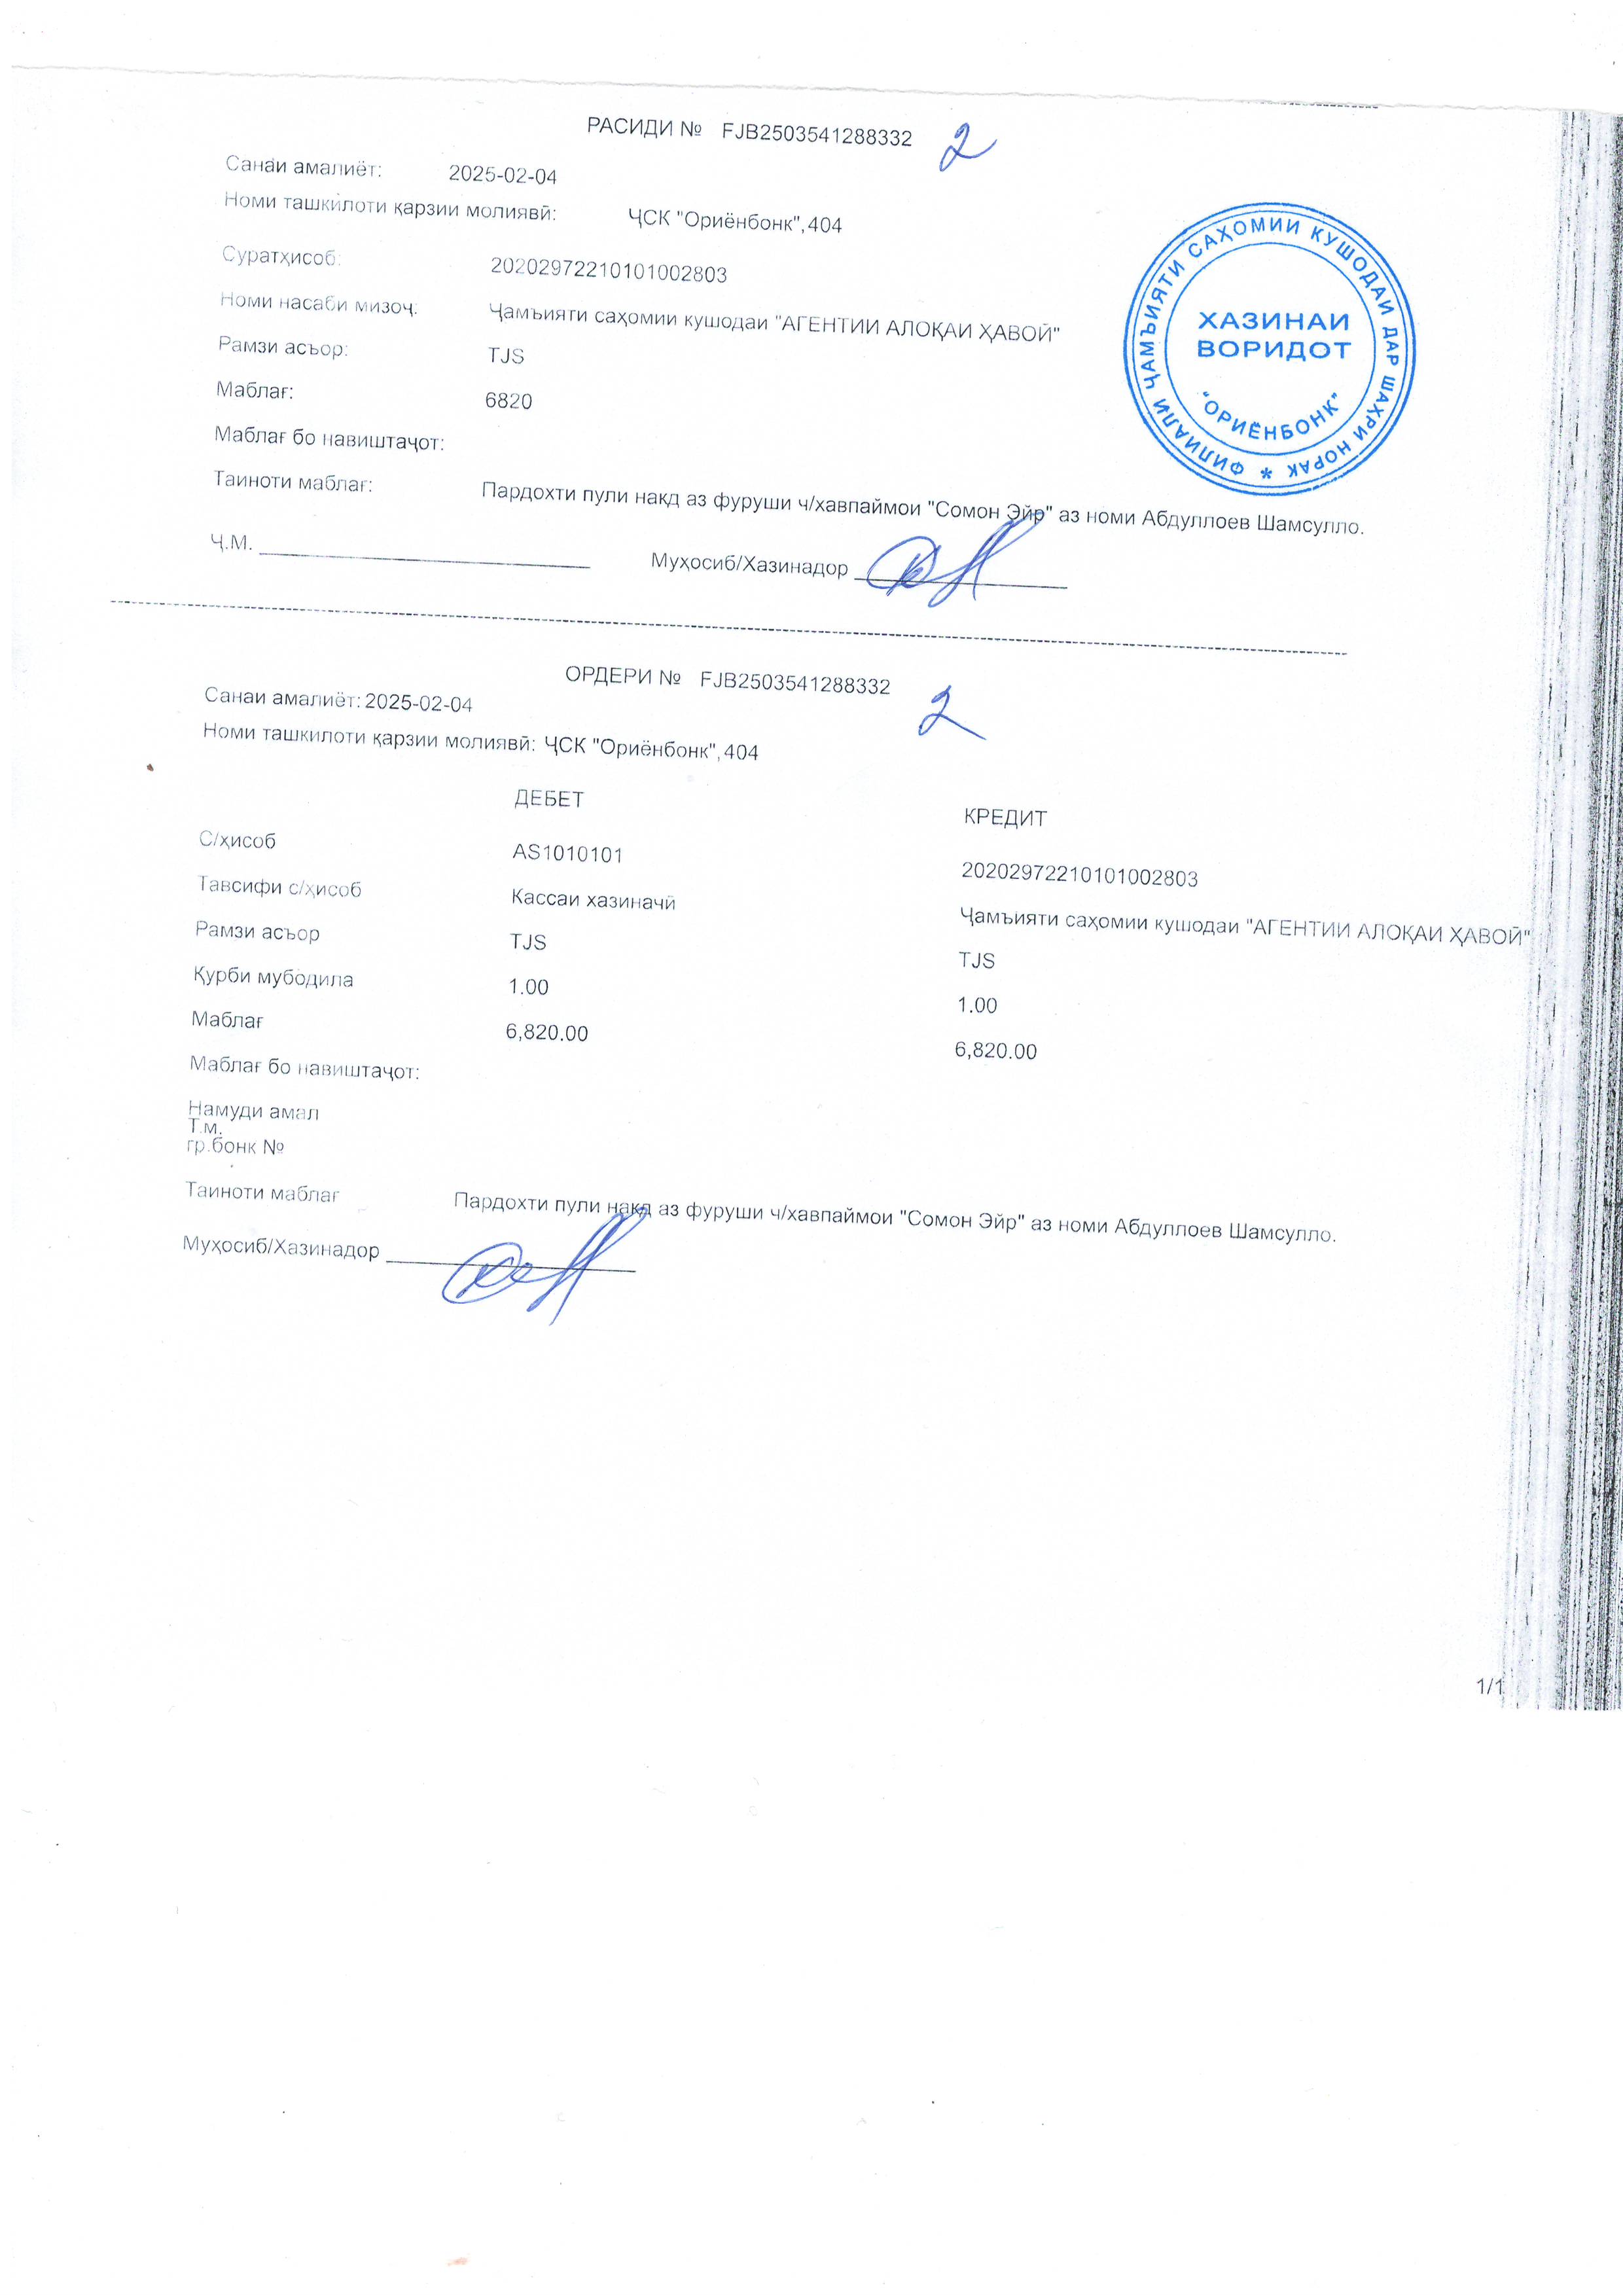 РАСИДИ № FJB2503541288332 2
Санаи амалиёт: 2025-02-04
Номи ташкилоти қарзии молиявӣ: ҶСК "Ориёнбонк",404
Суратҳисоб: 20202972210101002803
Номи насаби мизоҷ: Ҷамъияти саҳомии кушодаи "АГЕНТИИ АЛОҚАИ ҲАВОӢ"
Рамзи асъор: TJS
Маблағ: 6820
Маблағ бо навиштаҷот:
Таиноти маблағ: Пардохти пули накд аз фуруши ч/хавпаймои "Сомон Эйр" аз номи Абдуллоев Шамсулло.
Ҷ.М. Муҳосиб/Хазинадор
ФИЛИАЛИ ҶАМЪИЯТИ САҲОМИИ КУШОДАИ ДАР ШАҲРИ НОРАК *
ХАЗИНАИ
ВОРИДОТ
"ОРИЁНБОНК"
ОРДЕРИ № FJB2503541288332 2
Санаи амалиёт: 2025-02-04
Номи ташкилоти қарзии молиявӣ: ҶСК "Ориёнбонк",404
ДЕБЕТ КРЕДИТ
С/ҳисоб AS1010101 20202972210101002803
Тавсифи с/ҳисоб Кассаи хазиначӣ Ҷамъияти саҳомии кушодаи "АГЕНТИИ АЛОҚАИ ҲАВОӢ"
Рамзи асъор TJS TJS
Қурби мубодила 1.00 1.00
Маблағ 6,820.00 6,820.00
Маблағ бо навиштаҷот:
Намуди амал
Т.м.
гр.бонк №
Таиноти маблағ Пардохти пули накд аз фуруши ч/хавпаймои "Сомон Эйр" аз номи Абдуллоев Шамсулло.
Муҳосиб/Хазинадор
1/1